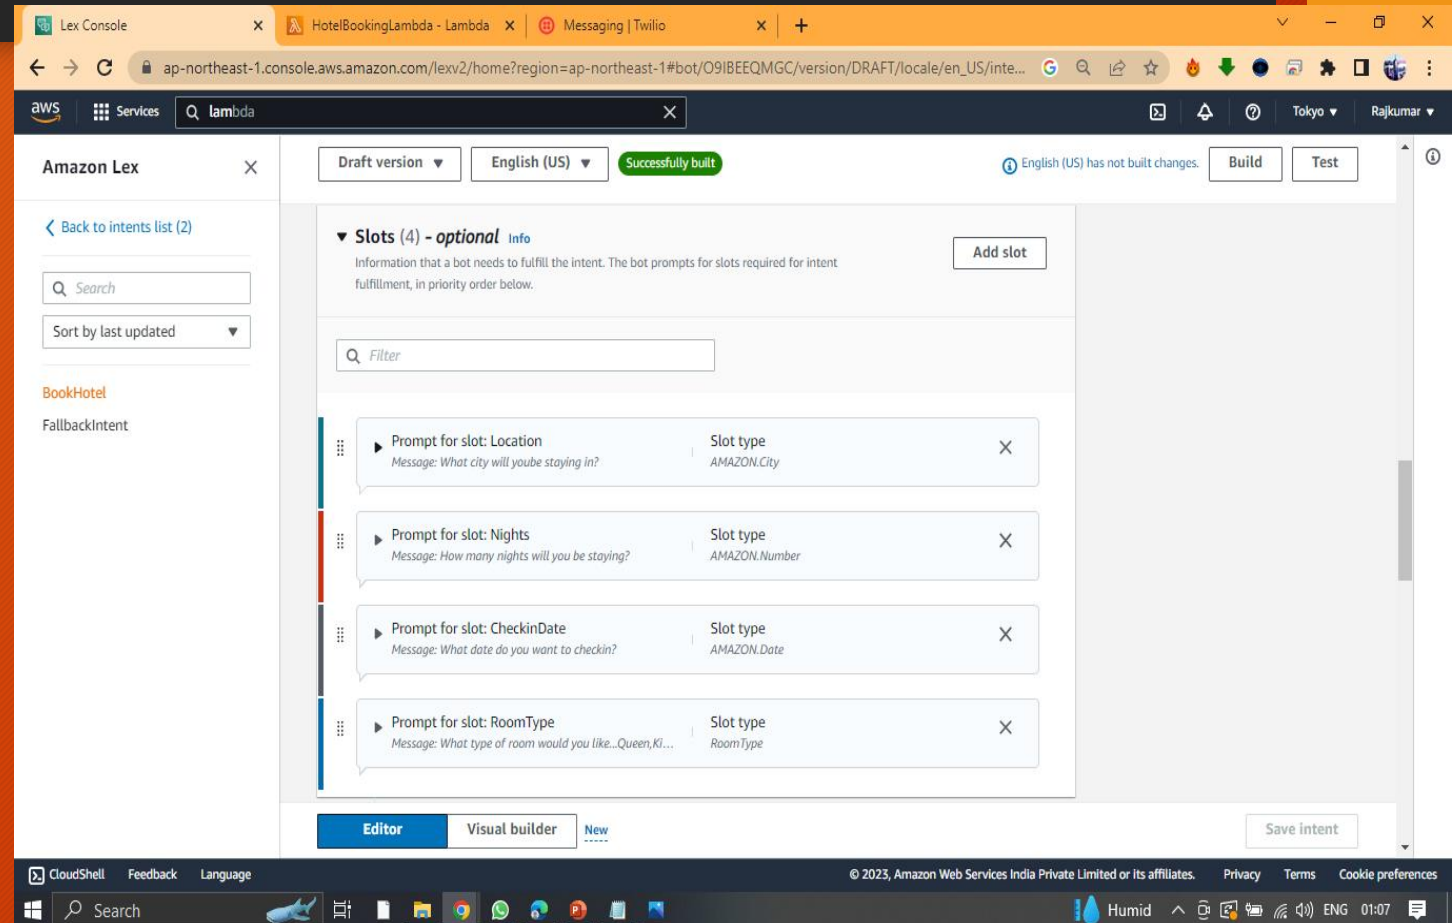 Lex Console
HotelBookingLambda - Lambda
Messaging | Twilio
ap-northeast-1.console.aws.amazon.com/lexv2/home?region=ap-northeast-1#bot/O9IBEEQMGC/version/DRAFT/locale/en_US/inte...
aws
Services
lambda
Tokyo
Rajkumar
Amazon Lex
Draft version
English (US)
Successfully built
English (US) has not built changes.
Build
Test
Back to intents list (2)
Search
Sort by last updated
BookHotel
FallbackIntent
Slots (4) - optional Info
Information that a bot needs to fulfill the intent. The bot prompts for slots required for intent
fulfillment, in priority order below.
Add slot
Filter
Prompt for slot: Location
Message: What city will yoube staying in?
Slot type
AMAZON.City
Prompt for slot: Nights
Message: How many nights will you be staying?
Slot type
AMAZON.Number
Prompt for slot: CheckinDate
Message: What date do you want to checkin?
Slot type
AMAZON.Date
Prompt for slot: RoomType
Message: What type of room would you like...Queen,Ki...
Slot type
RoomType
Editor
Visual builder
New
Save intent
CloudShell
Feedback
Language
© 2023, Amazon Web Services India Private Limited or its affiliates.
Privacy
Terms
Cookie preferences
Search
Humid
ENG
01:07